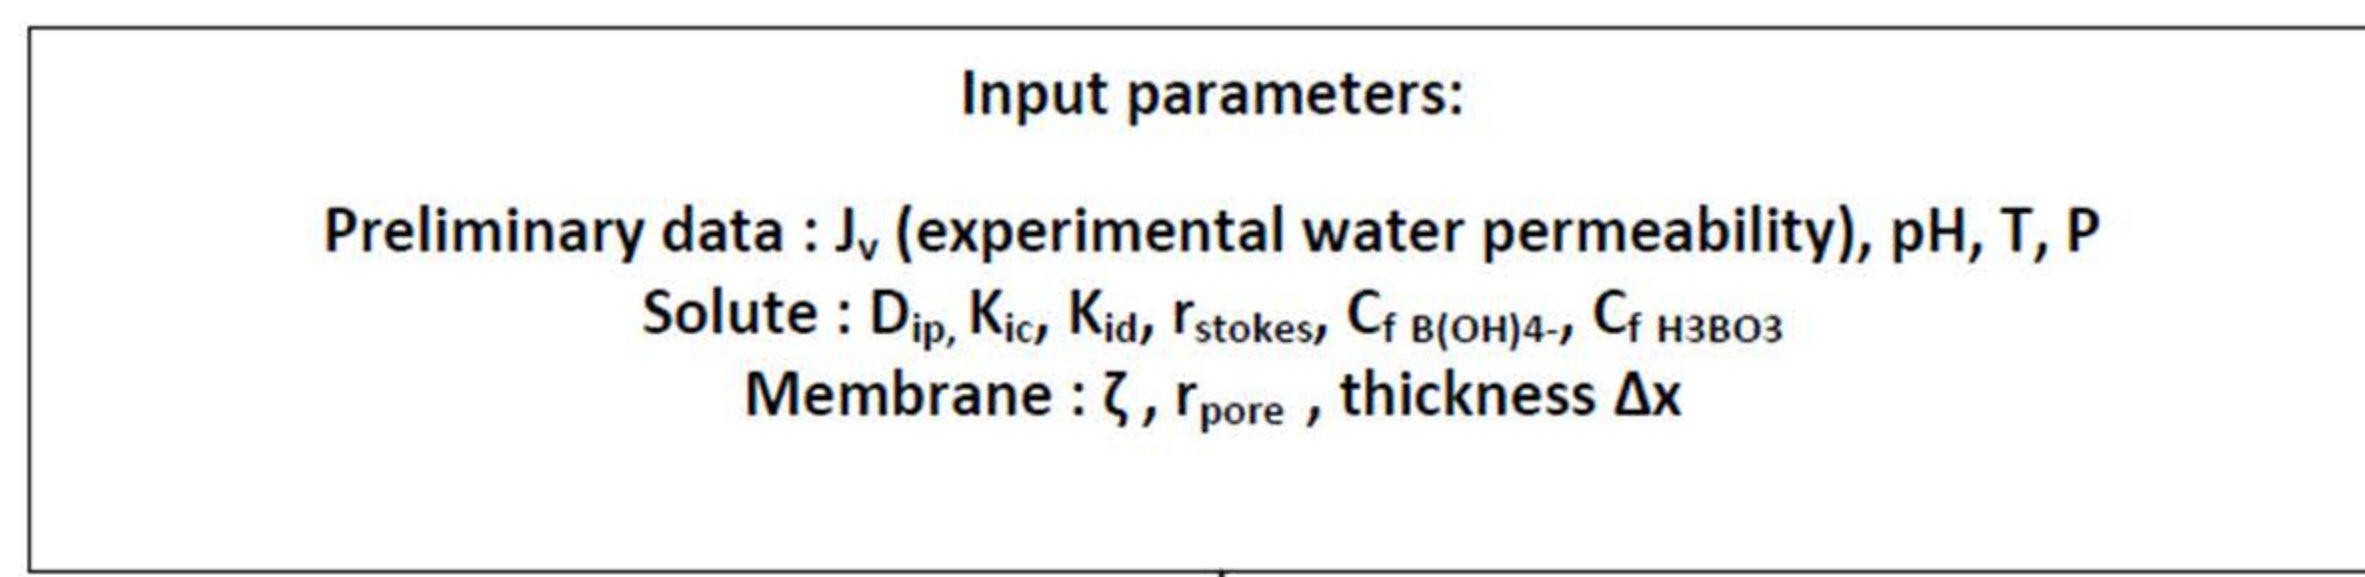 Input parameters:
Preliminary data : Jv (experimental water permeability), pH, T, P
Solute : Dip, Kic, Kid, rstokes, Cf B(OH)4-, Cf H3BO3
Membrane : ζ , rpore , thickness Δx